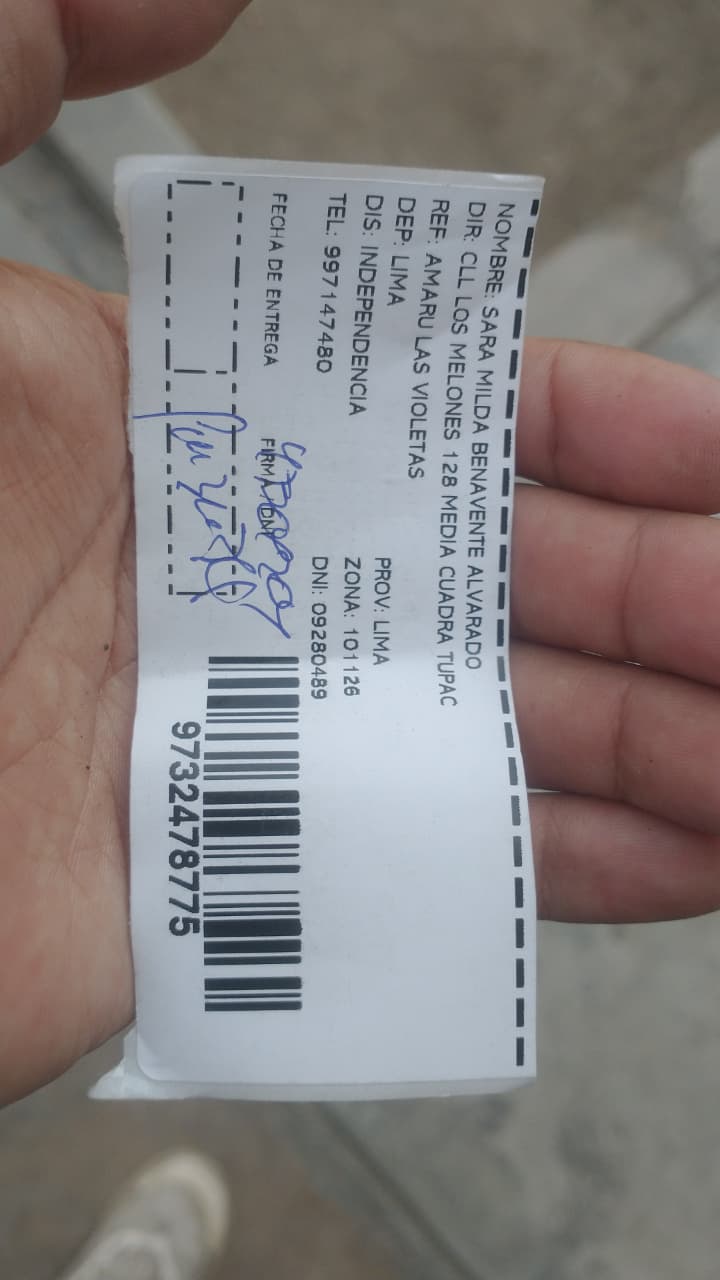 NOMBRE: SARA MILDA BENAVENTE ALVARADO
DIR: CLL LOS MELONES 128 MEDIA CUADRA TUPAC
REF: AMARU LAS VIOLETAS
DEP: LIMA PROV: LIMA
DIS: INDEPENDENCIA ZONA: 101126
TEL: 997147480 DNI: 09280489
FECHA DE ENTREGA FIRMA DNI
9732478775